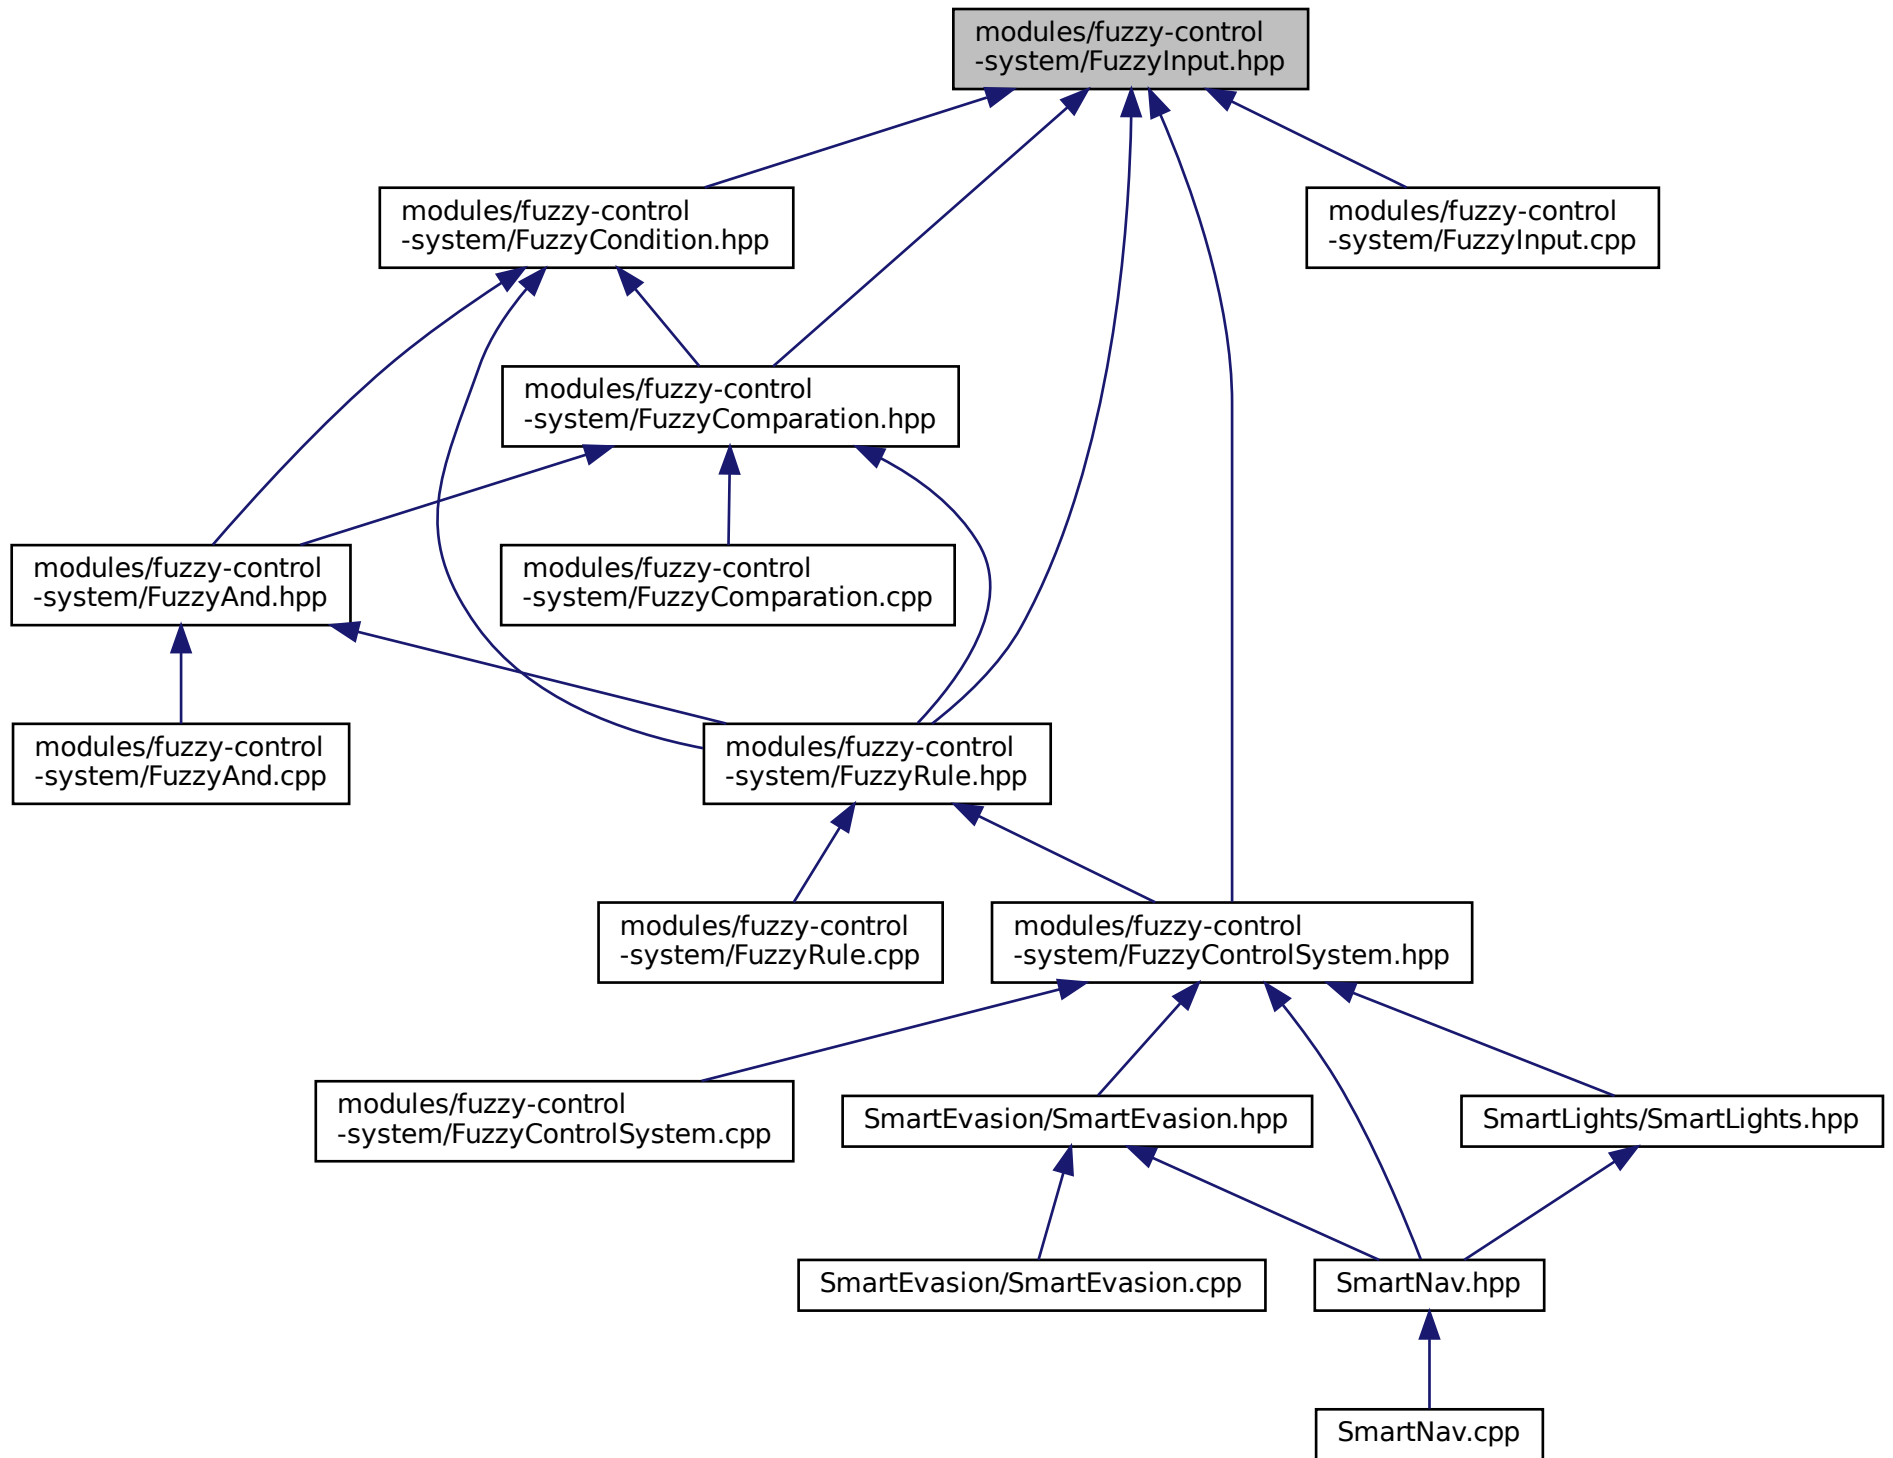 modules/fuzzy-control
-system/FuzzyInput.hpp
modules/fuzzy-control
-system/FuzzyCondition.hpp
modules/fuzzy-control
-system/FuzzyInput.cpp
modules/fuzzy-control
-system/FuzzyComparation.hpp
modules/fuzzy-control
-system/FuzzyAnd.hpp
modules/fuzzy-control
-system/FuzzyComparation.cpp
modules/fuzzy-control
-system/FuzzyAnd.cpp
modules/fuzzy-control
-system/FuzzyRule.hpp
modules/fuzzy-control
-system/FuzzyRule.cpp
modules/fuzzy-control
-system/FuzzyControlSystem.hpp
modules/fuzzy-control
-system/FuzzyControlSystem.cpp
SmartEvasion/SmartEvasion.hpp
SmartLights/SmartLights.hpp
SmartEvasion/SmartEvasion.cpp
SmartNav.hpp
SmartNav.cpp